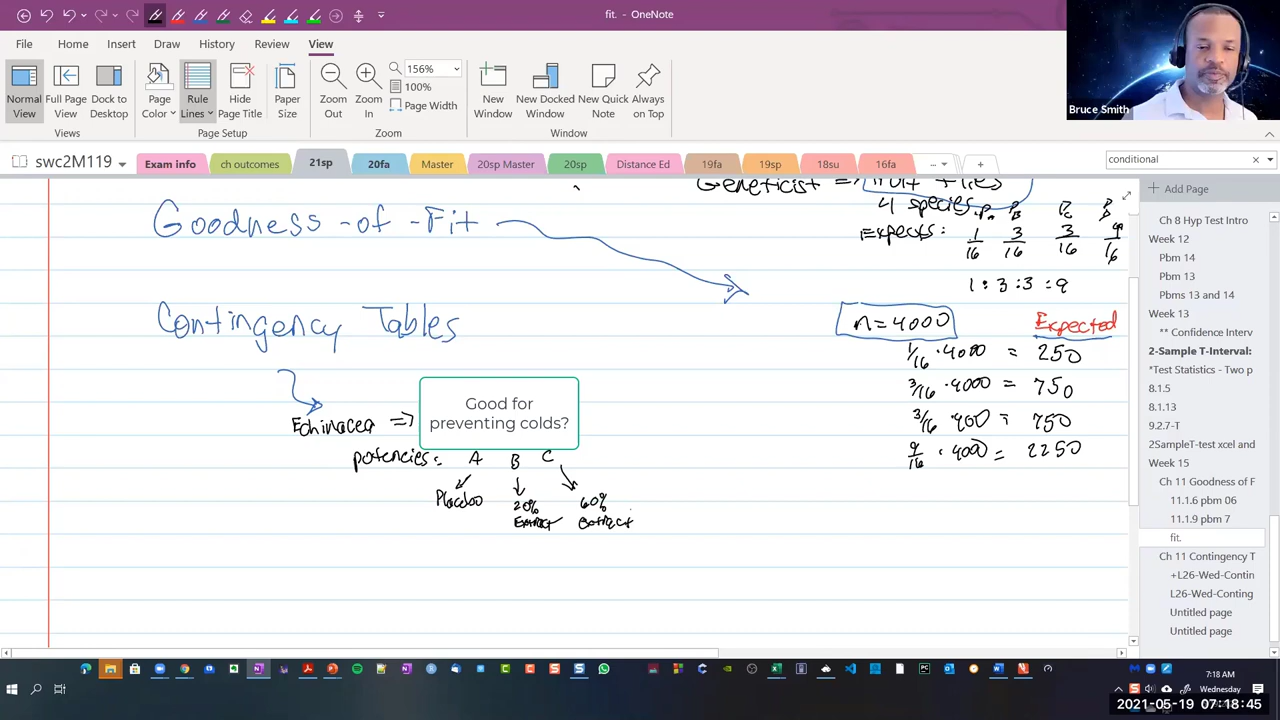 fit. - OneNote
File Home Insert Draw History Review View
Normal View
Full Page View
Dock to Desktop
Views
Page Color
Rule Lines
Hide Page Title
Paper Size
Page Setup
Zoom Out
Zoom In
156%
100%
Page Width
Zoom
New Window
New Docked Window
New Quick Note
Always on Top
Window
Bruce Smith
swc2M119
Exam info ch outcomes 21sp 20fa Master 20sp Master 20sp Distance Ed 19fa 19sp 18su 16fa
conditional
Goodness-of-Fit
Contingency Tables
Echinacea =>
Good for
preventing colds?
potencies: A B C
Placebo 20% Extract 60% extract
Geneticist => fruit flies
4 species
Expects: 1/16 3/16 3/16 9/16
1:3:3:9
n=4000 Expected
1/16 · 4000 = 250
3/16 · 4000 = 750
3/16 · 400 = 750
9/16 · 4000 = 2250
Add Page
Ch 8 Hyp Test Intro
Week 12
Pbm 14
Pbm 13
Pbms 13 and 14
Week 13
** Confidence Interv
2-Sample T-Interval:
*Test Statistics - Two p
8.1.5
8.1.13
9.2.7-T
2SampleT-test xcel and
Week 15
Ch 11 Goodness of F
11.1.6 pbm 06
11.1.9 pbm 7
fit.
Ch 11 Contingency T
+L26-Wed-Contin
L26-Wed-Conting
Untitled page
Untitled page
7:18 AM
Wednesday
2021-05-19 07:18:45